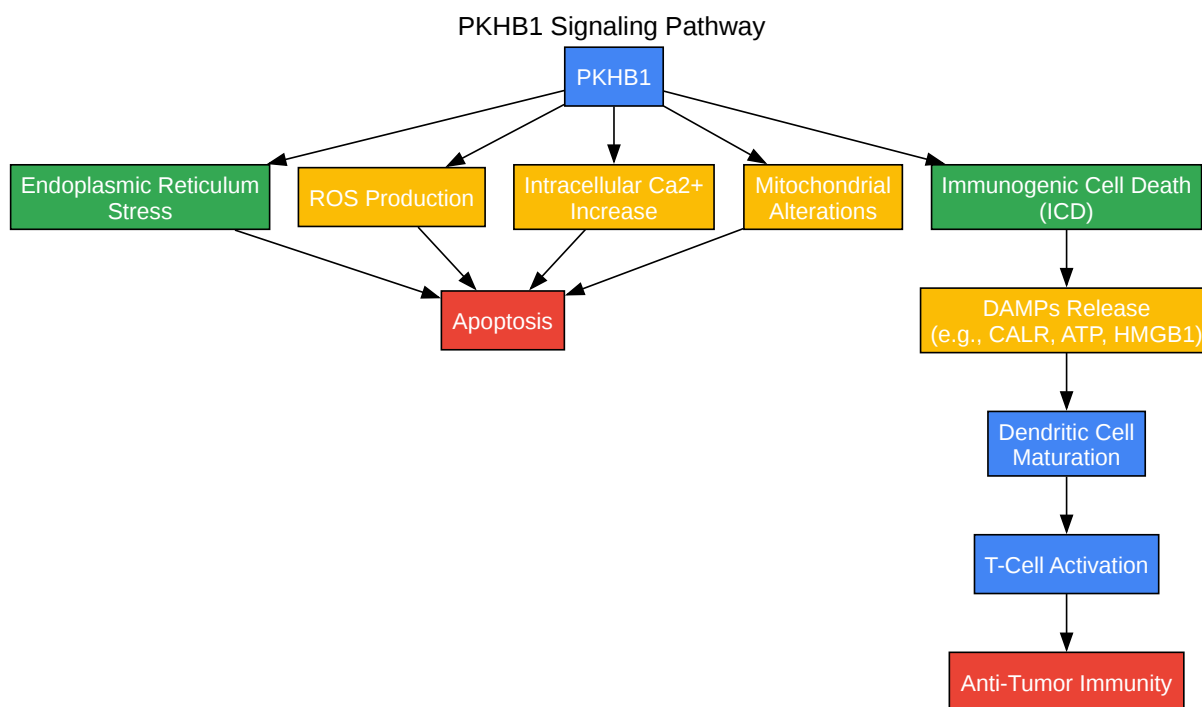 PKHB1 Signaling Pathway
PKHB1
Endoplasmic Reticulum
Stress
ROS Production
Intracellular Ca2+
Increase
Mitochondrial
Alterations
Immunogenic Cell Death
(ICD)
Apoptosis
DAMPs Release
(e.g., CALR, ATP, HMGB1)
Dendritic Cell
Maturation
T-Cell Activation
Anti-Tumor Immunity